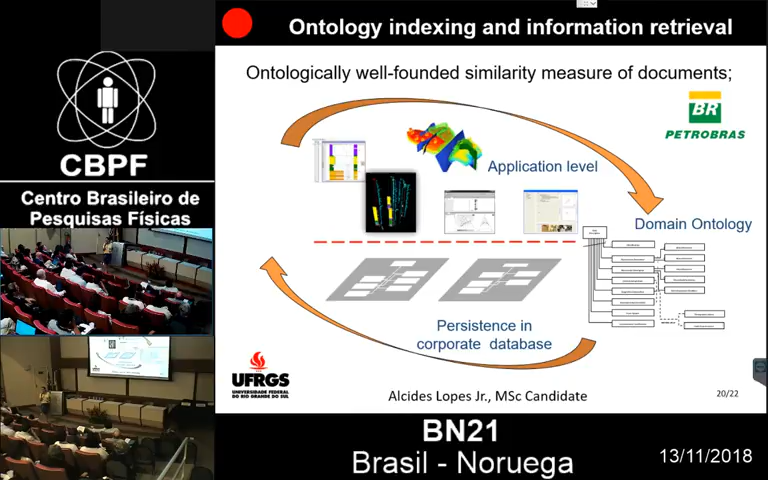 Ontology indexing and information retrieval
Ontologically well-founded similarity measure of documents;
BR
PETROBRAS
CBPF
Centro Brasileiro de
Pesquisas Físicas
Application level
Domain Ontology
Persistence in
corporate database
UFRGS
UNIVERSIDADE FEDERAL
DO RIO GRANDE DO SUL
Alcides Lopes Jr., MSc Candidate
20/22
BN21
Brasil - Noruega
13/11/2018